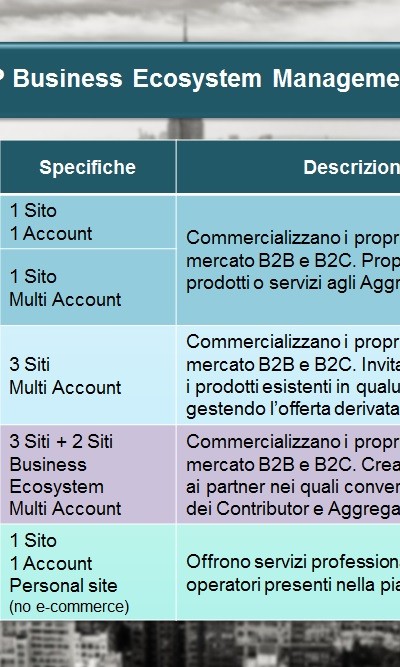 P Business Ecosystem Manageme
Specifiche
Descrizion
1 Sito
1 Account
1 Sito
Multi Account
Commercializzano i propr
mercato B2B e B2C. Prop
prodotti o servizi agli Aggr
3 Siti
Multi Account
Commercializzano i propr
mercato B2B e B2C. Invita
i prodotti esistenti in qualu
gestendo l’offerta derivata
3 Siti + 2 Siti
Business
Ecosystem
Multi Account
Commercializzano i propr
mercato B2B e B2C. Crea
ai partner nei quali conver
dei Contributor e Aggrega
1 Sito
1 Account
Personal site
(no e-commerce)
Offrono servizi profession
operatori presenti nella pia